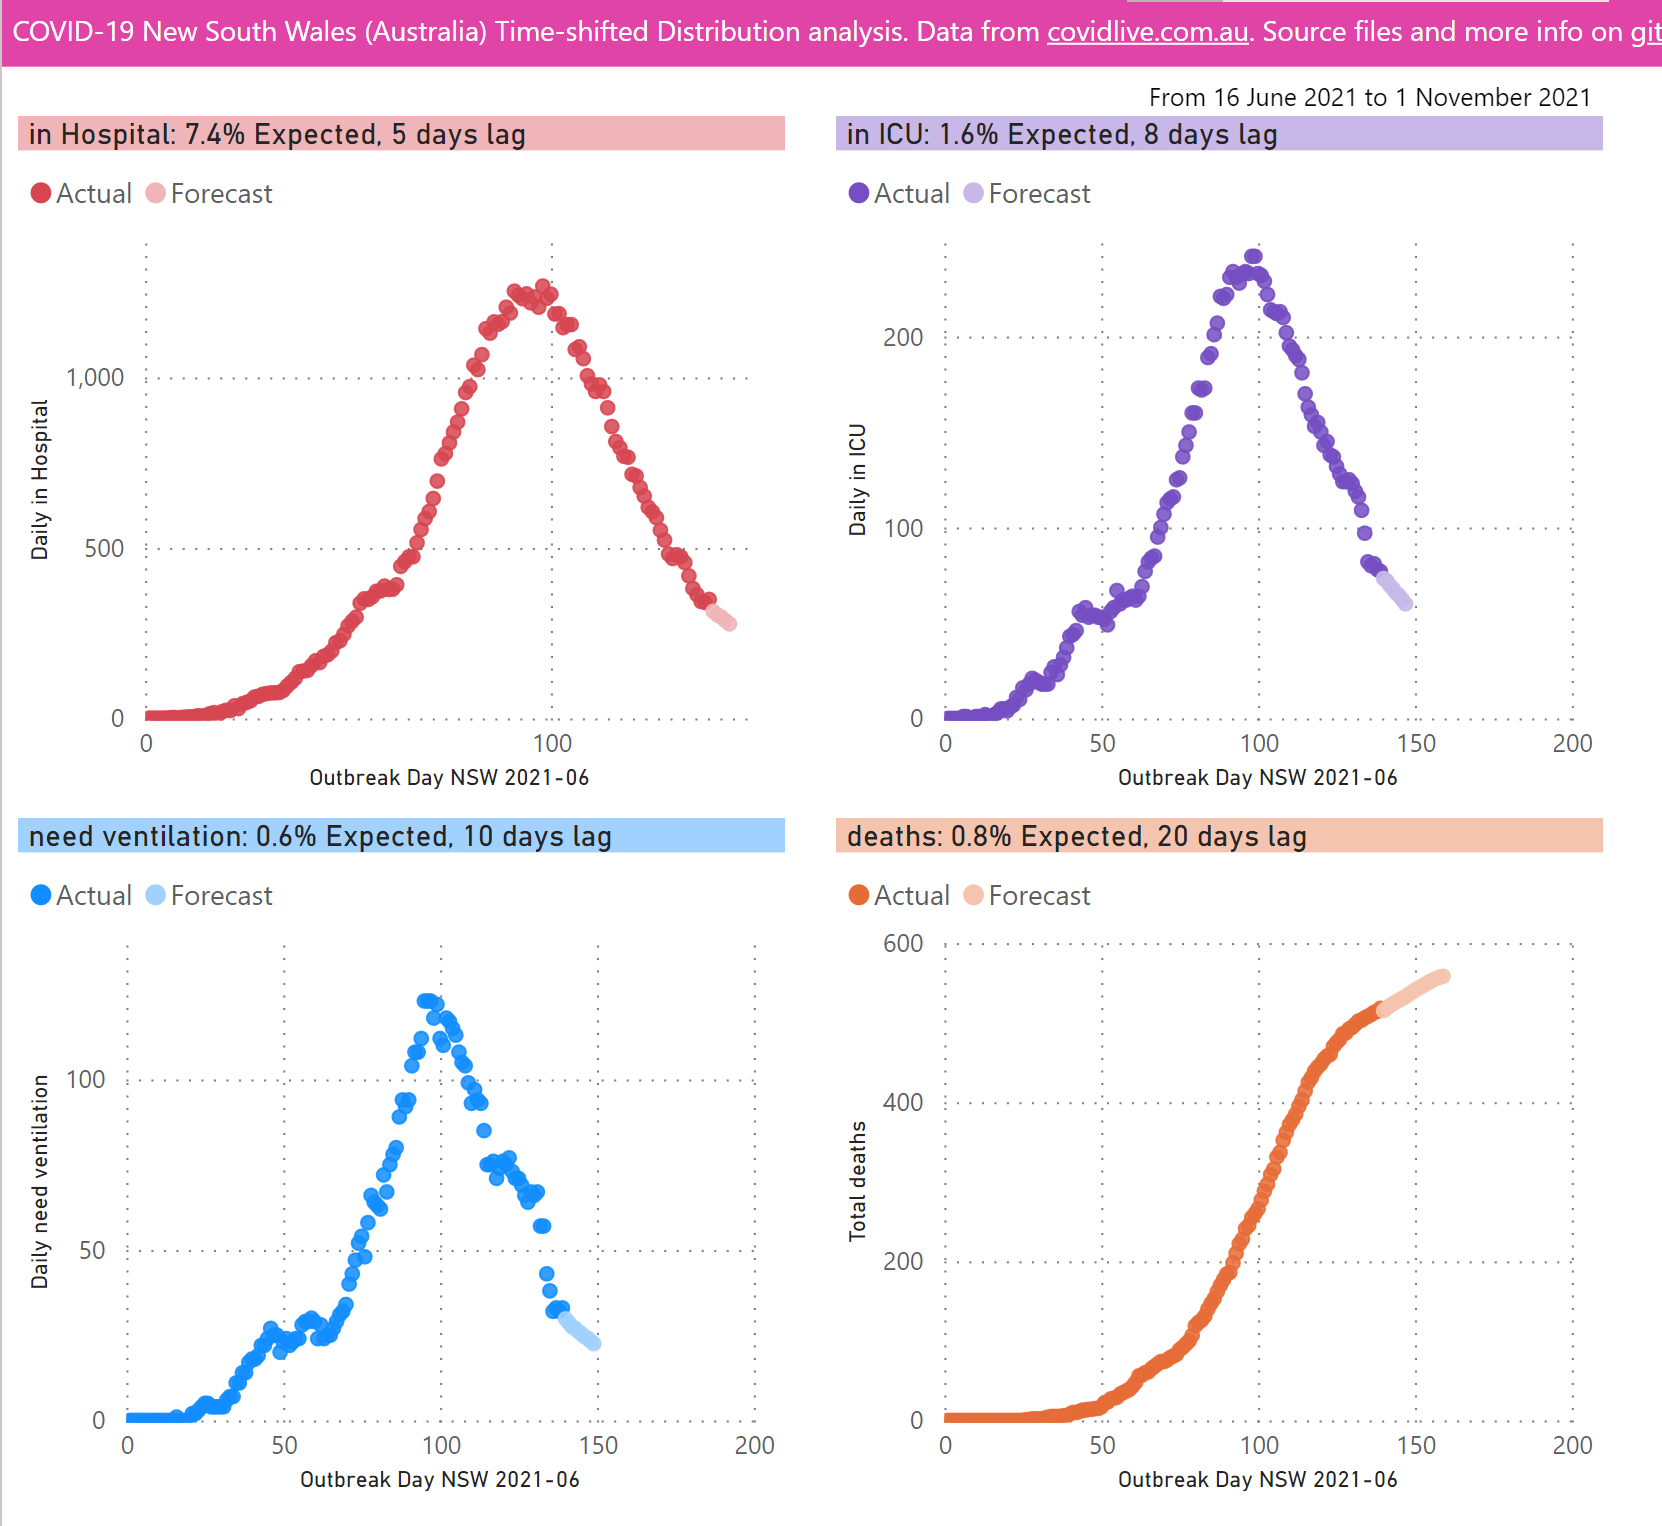 COVID-19 New South Wales (Australia) Time-shifted Distribution analysis. Data from covidlive.com.au. Source files and more info on git
From 16 June 2021 to 1 November 2021
in Hospital: 7.4% Expected, 5 days lag
Actual Forecast
Daily in Hospital
1,000
500
0
0 100
Outbreak Day NSW 2021-06
in ICU: 1.6% Expected, 8 days lag
Actual Forecast
Daily in ICU
200
100
0
0 50 100 150 200
Outbreak Day NSW 2021-06
need ventilation: 0.6% Expected, 10 days lag
Actual Forecast
Daily need ventilation
100
50
0
0 50 100 150 200
Outbreak Day NSW 2021-06
deaths: 0.8% Expected, 20 days lag
Actual Forecast
Total deaths
600
400
200
0
0 50 100 150 200
Outbreak Day NSW 2021-06